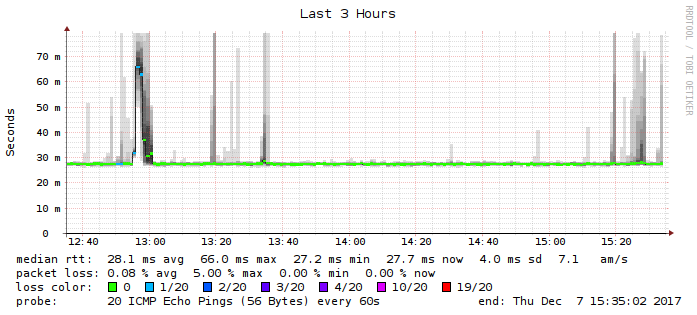 Last 3 Hours
RRDTOOL / TOBI OETIKER
Seconds
70 m
60 m
50 m
40 m
30 m
20 m
10 m
0
12:40 13:00 13:20 13:40 14:00 14:20 14:40 15:00 15:20
median rtt: 28.1 ms avg 66.0 ms max 27.2 ms min 27.7 ms now 4.0 ms sd 7.1 am/s
packet loss: 0.08 % avg 5.00 % max 0.00 % min 0.00 % now
loss color: 0 1/20 2/20 3/20 4/20 10/20 19/20
probe: 20 ICMP Echo Pings (56 Bytes) every 60s end: Thu Dec 7 15:35:02 2017